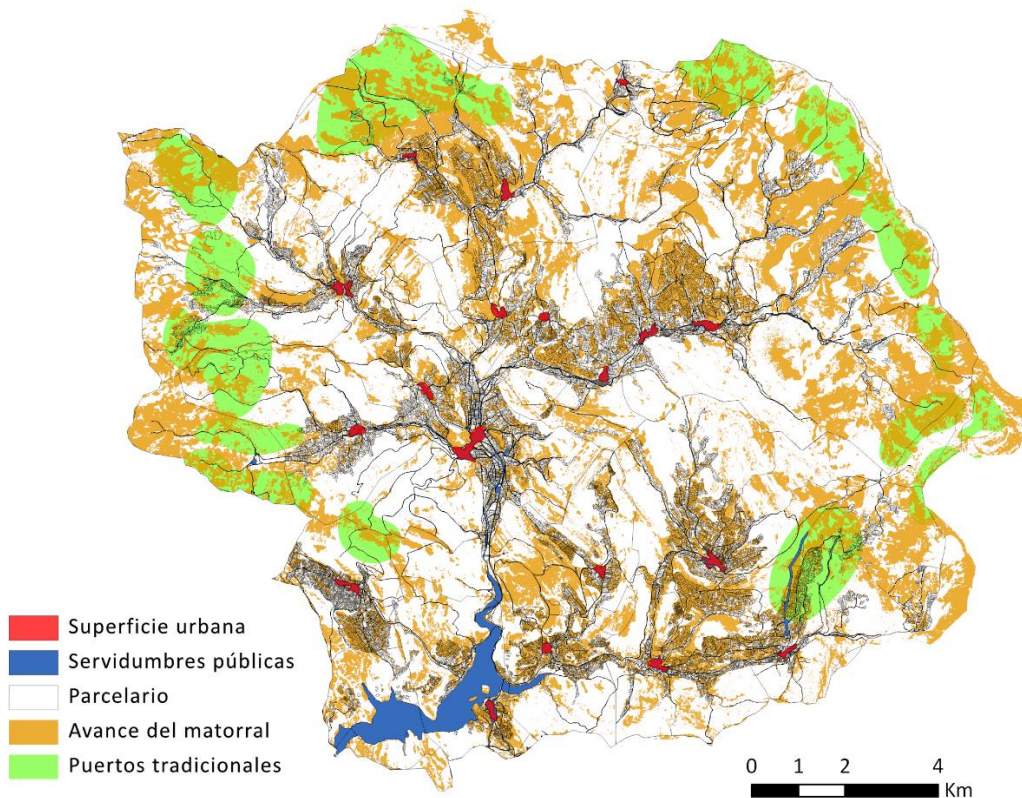 Superficie urbana
Servidumbres públicas
Parcelario
Avance del matorral
Puertos tradicionales
0 1 2 4
Km